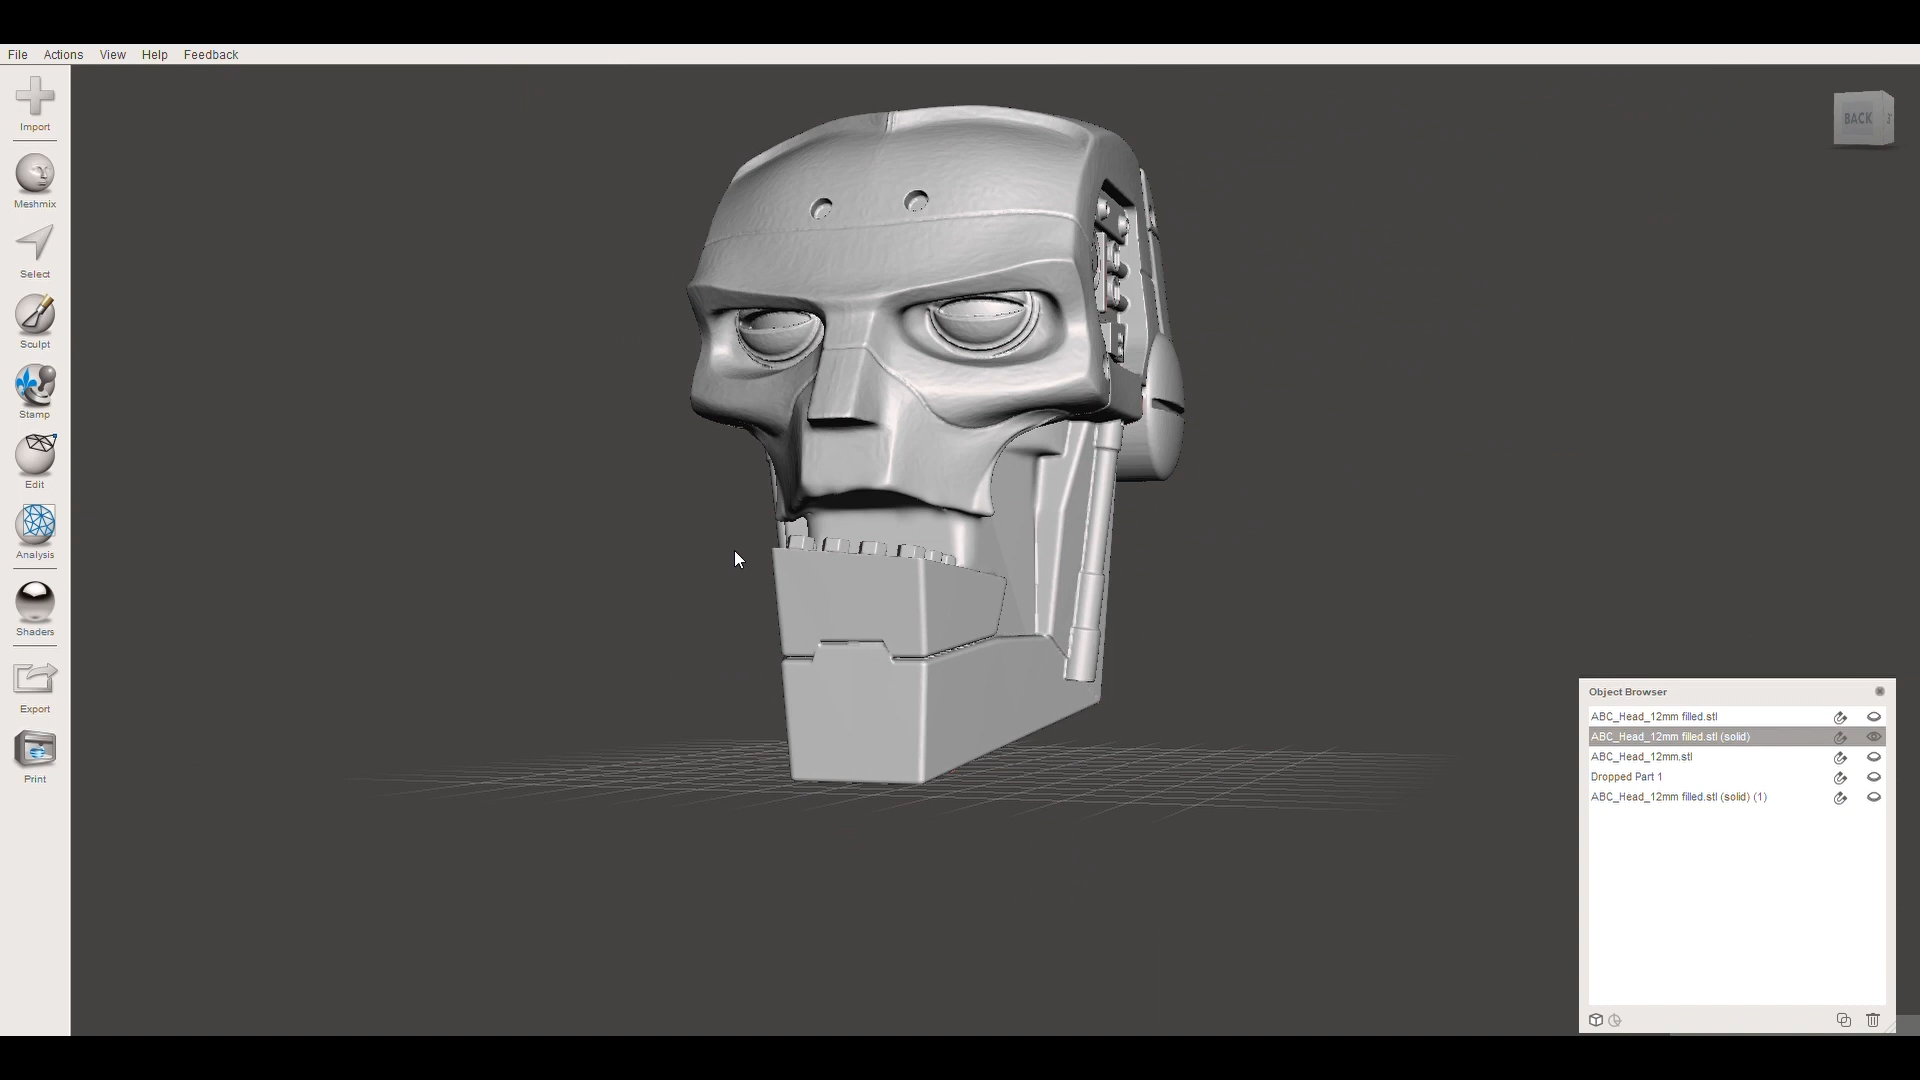 File Actions View Help Feedback
Import
Meshmix
Select
Sculpt
Stamp
Edit
Analysis
Shaders
Export
Print
BACK
Object Browser
ABC_Head_12mm filled.stl
ABC_Head_12mm filled.stl (solid)
ABC_Head_12mm.stl
Dropped Part 1
ABC_Head_12mm filled.stl (solid) (1)